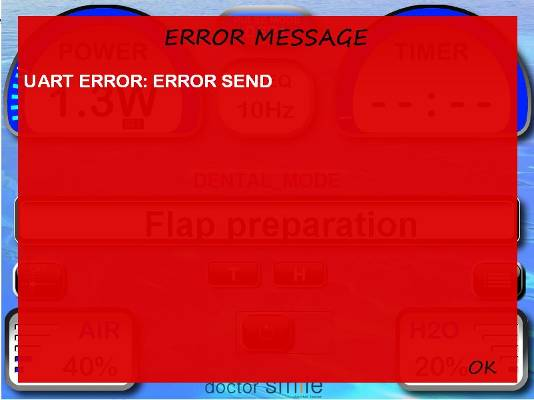 ERROR MESSAGE
UART ERROR: ERROR SEND
POWER
TIMER
1.3W
10Hz
--:--
DENTAL_MODE
Flap preparation
T
H
AIR
H2O
40%
20%
OK
doctor smile